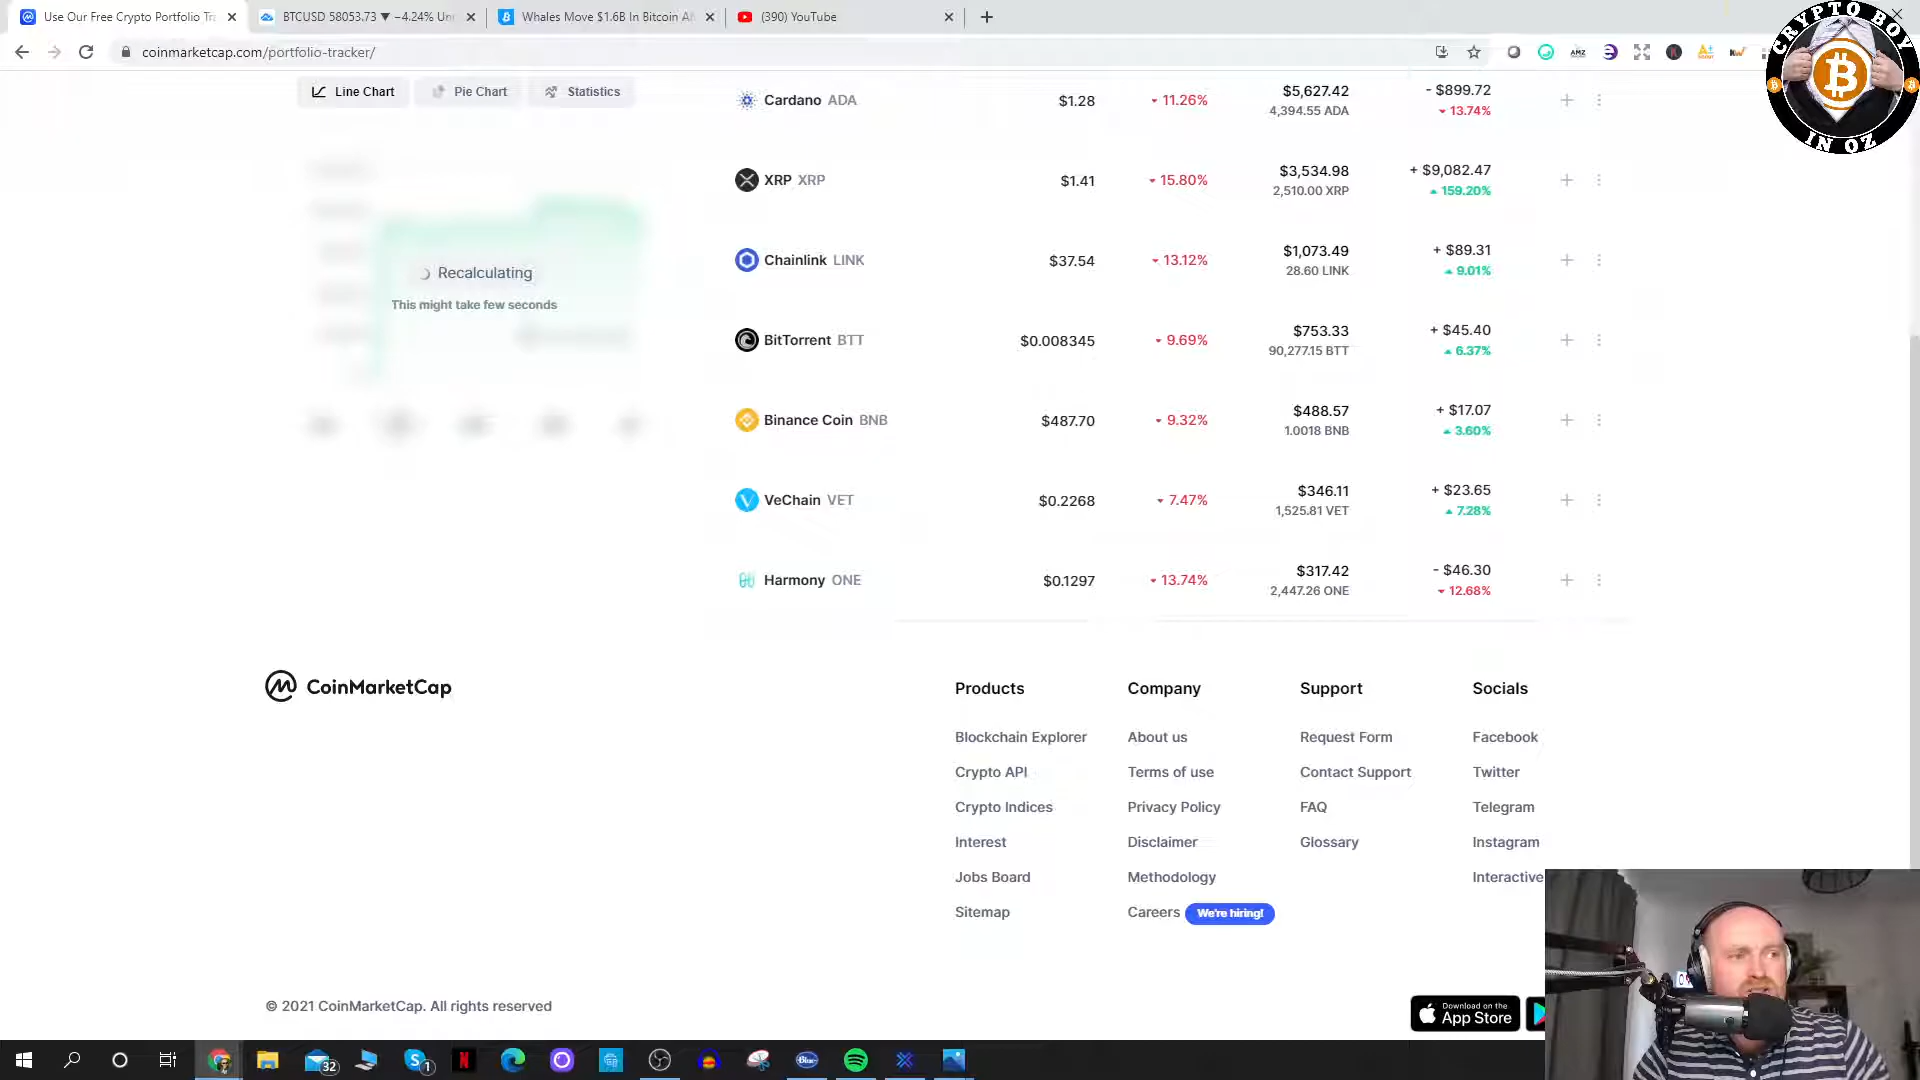 Use Our Free Crypto Portfolio Tra
BTCUSD 58053.73 ▼ −4.24% Un
Whales Move $1.6B In Bitcoin Af
(390) YouTube
coinmarketcap.com/portfolio-tracker/
AMZ
CRYPTO BOY
IN OZ
Line Chart
Pie Chart
Statistics
Recalculating
This might take few seconds
Cardano ADA $1.28 11.26% $5,627.42 - $899.72
4,394.55 ADA 13.74%
XRP XRP $1.41 15.80% $3,534.98 + $9,082.47
2,510.00 XRP 159.20%
Chainlink LINK $37.54 13.12% $1,073.49 + $89.31
28.60 LINK 9.01%
BitTorrent BTT $0.008345 9.69% $753.33 + $45.40
90,277.15 BTT 6.37%
Binance Coin BNB $487.70 9.32% $488.57 + $17.07
1.0018 BNB 3.60%
VeChain VET $0.2268 7.47% $346.11 + $23.65
1,525.81 VET 7.28%
Harmony ONE $0.1297 13.74% $317.42 - $46.30
2,447.26 ONE 12.68%
CoinMarketCap
Products
Blockchain Explorer
Crypto API
Crypto Indices
Interest
Jobs Board
Sitemap
Company
About us
Terms of use
Privacy Policy
Disclaimer
Methodology
Careers We're hiring!
Support
Request Form
Contact Support
FAQ
Glossary
Socials
Facebook
Twitter
Telegram
Instagram
Interactive
© 2021 CoinMarketCap. All rights reserved
Download on the
App Store
32
1